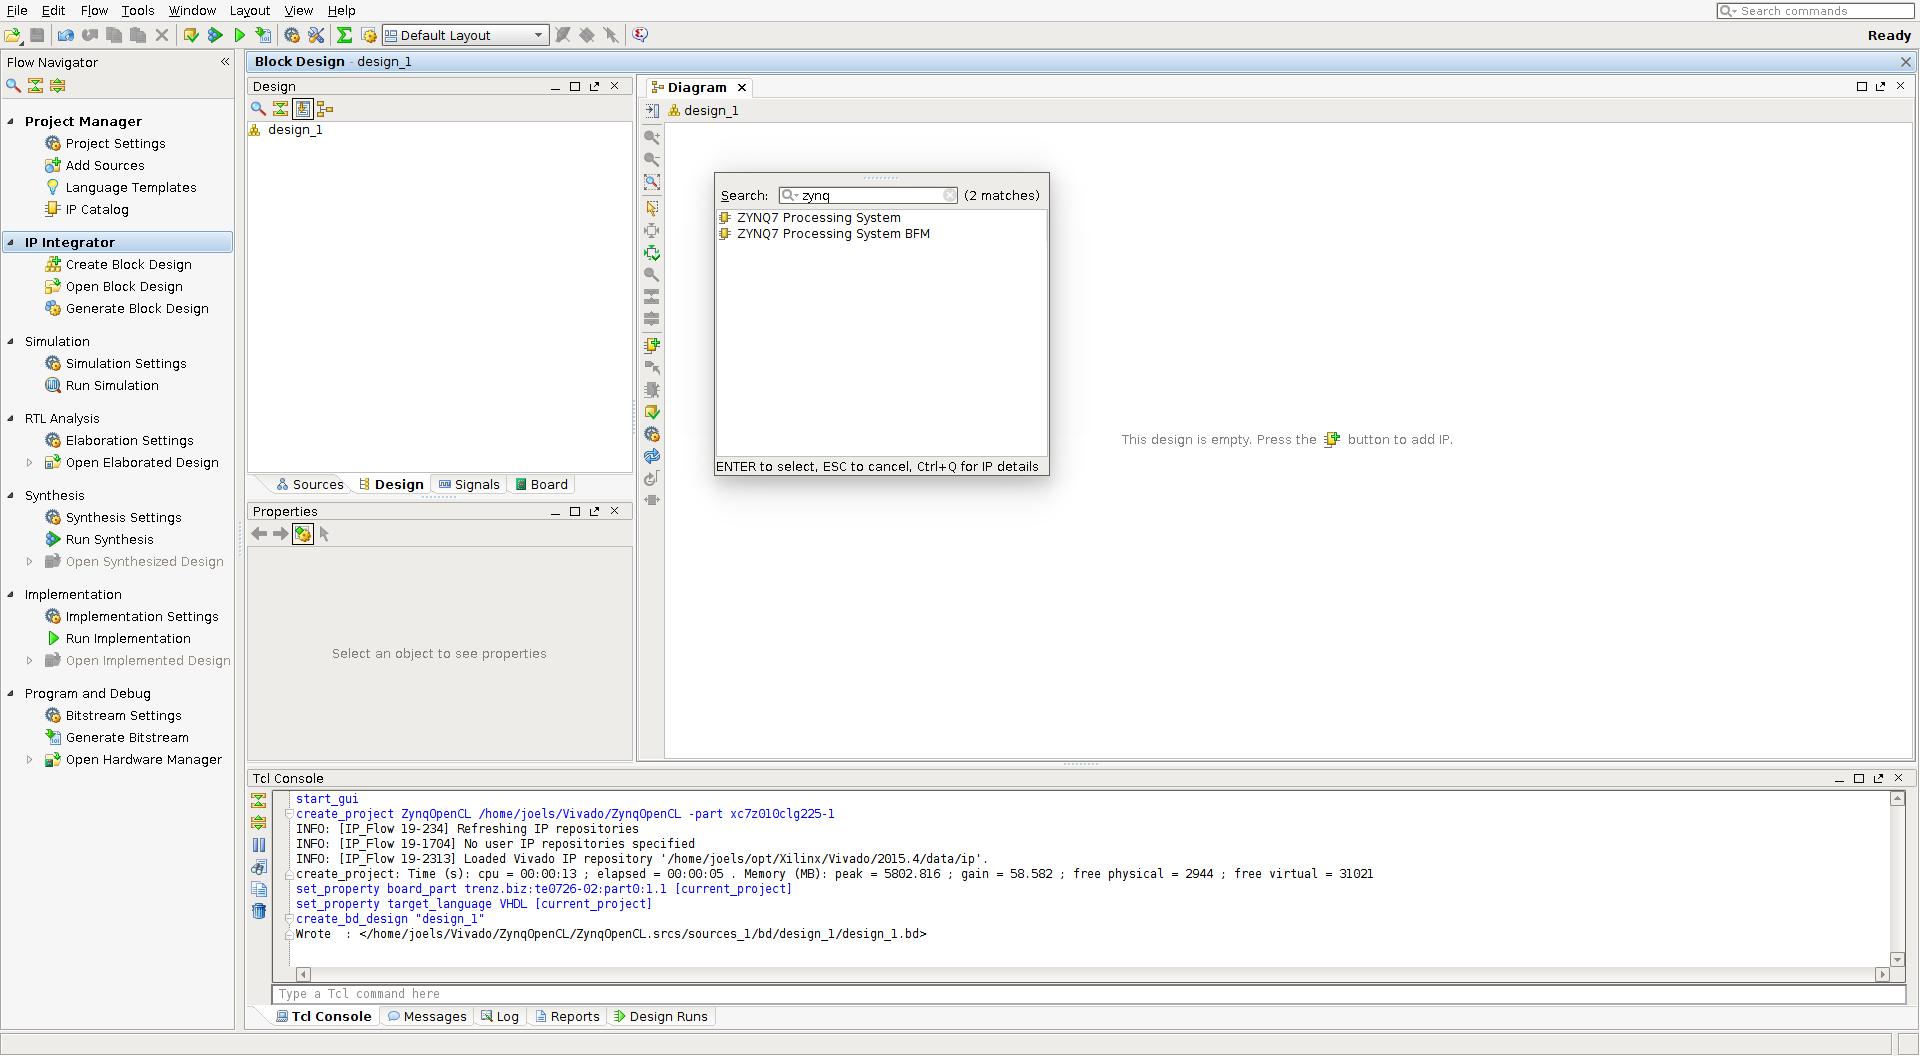 File Edit Flow Tools Window Layout View Help
Search commands
Default Layout
Ready
Flow Navigator
Project Manager
Project Settings
Add Sources
Language Templates
IP Catalog
IP Integrator
Create Block Design
Open Block Design
Generate Block Design
Simulation
Simulation Settings
Run Simulation
RTL Analysis
Elaboration Settings
Open Elaborated Design
Synthesis
Synthesis Settings
Run Synthesis
Open Synthesized Design
Implementation
Implementation Settings
Run Implementation
Open Implemented Design
Program and Debug
Bitstream Settings
Generate Bitstream
Open Hardware Manager
Block Design - design_1
Design
design_1
Sources Design Signals Board
Properties
Select an object to see properties
Diagram
design_1
Search: zynq (2 matches)
ZYNQ7 Processing System
ZYNQ7 Processing System BFM
ENTER to select, ESC to cancel, Ctrl+Q for IP details
This design is empty. Press the button to add IP.
Tcl Console
start_gui
create_project ZynqOpenCL /home/joels/Vivado/ZynqOpenCL -part xc7z010clg225-1
INFO: [IP_Flow 19-234] Refreshing IP repositories
INFO: [IP_Flow 19-1704] No user IP repositories specified
INFO: [IP_Flow 19-2313] Loaded Vivado IP repository '/home/joels/opt/Xilinx/Vivado/2015.4/data/ip'.
create_project: Time (s): cpu = 00:00:13 ; elapsed = 00:00:05 . Memory (MB): peak = 5802.816 ; gain = 58.582 ; free physical = 2944 ; free virtual = 31021
set_property board_part trenz.biz:te0726-02:part0:1.1 [current_project]
set_property target_language VHDL [current_project]
create_bd_design "design_1"
Wrote  : </home/joels/Vivado/ZynqOpenCL/ZynqOpenCL.srcs/sources_1/bd/design_1/design_1.bd>
Type a Tcl command here
Tcl Console Messages Log Reports Design Runs